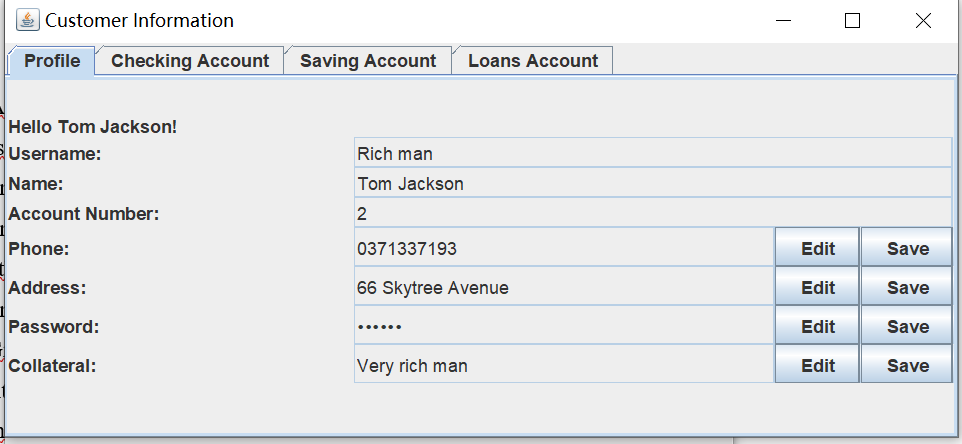 Customer Information
Profile Checking Account Saving Account Loans Account
Hello Tom Jackson!
Username: Rich man
Name: Tom Jackson
Account Number: 2
Phone: 0371337193 Edit Save
Address: 66 Skytree Avenue Edit Save
Password: •••••• Edit Save
Collateral: Very rich man Edit Save